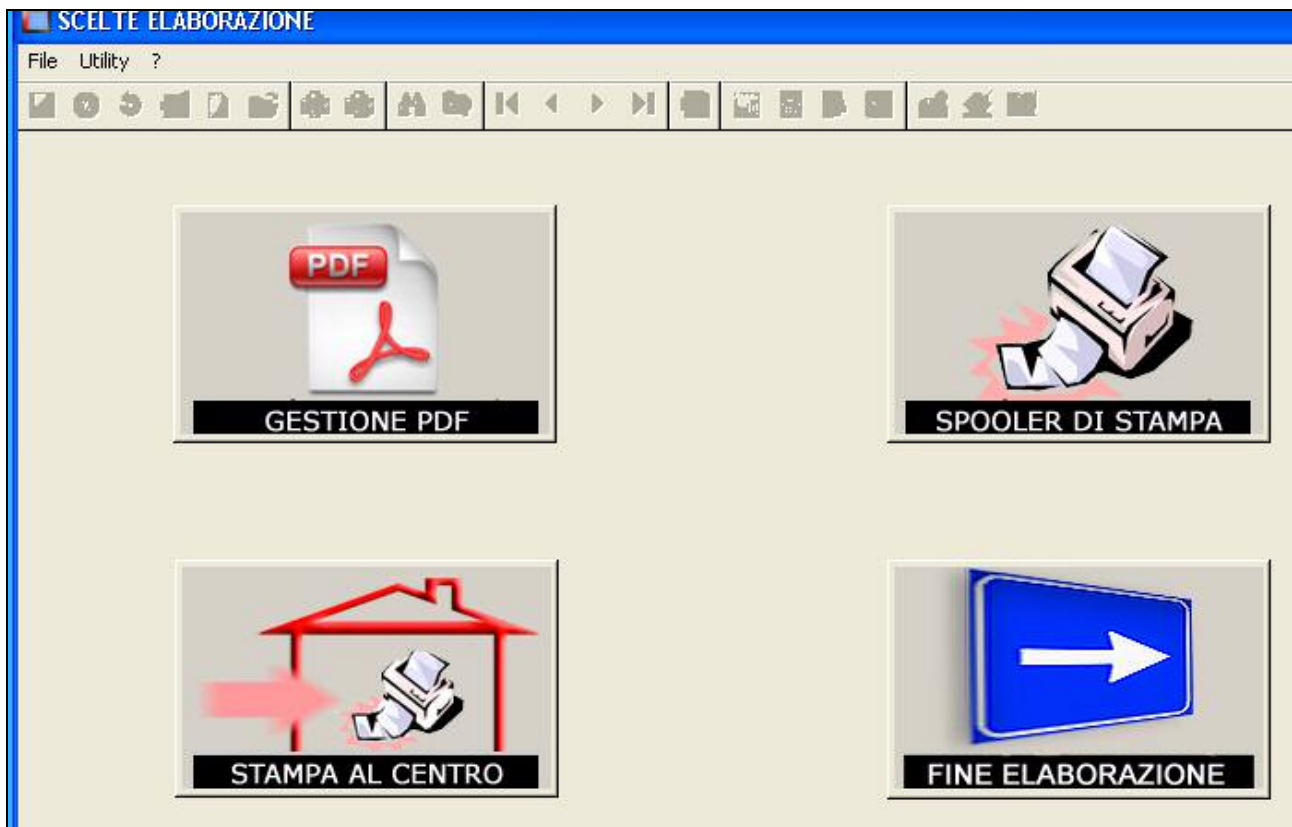 SCELTE ELABORAZIONE
File Utility ?
PDF
GESTIONE PDF
SPOOLER DI STAMPA
STAMPA AL CENTRO
FINE ELABORAZIONE